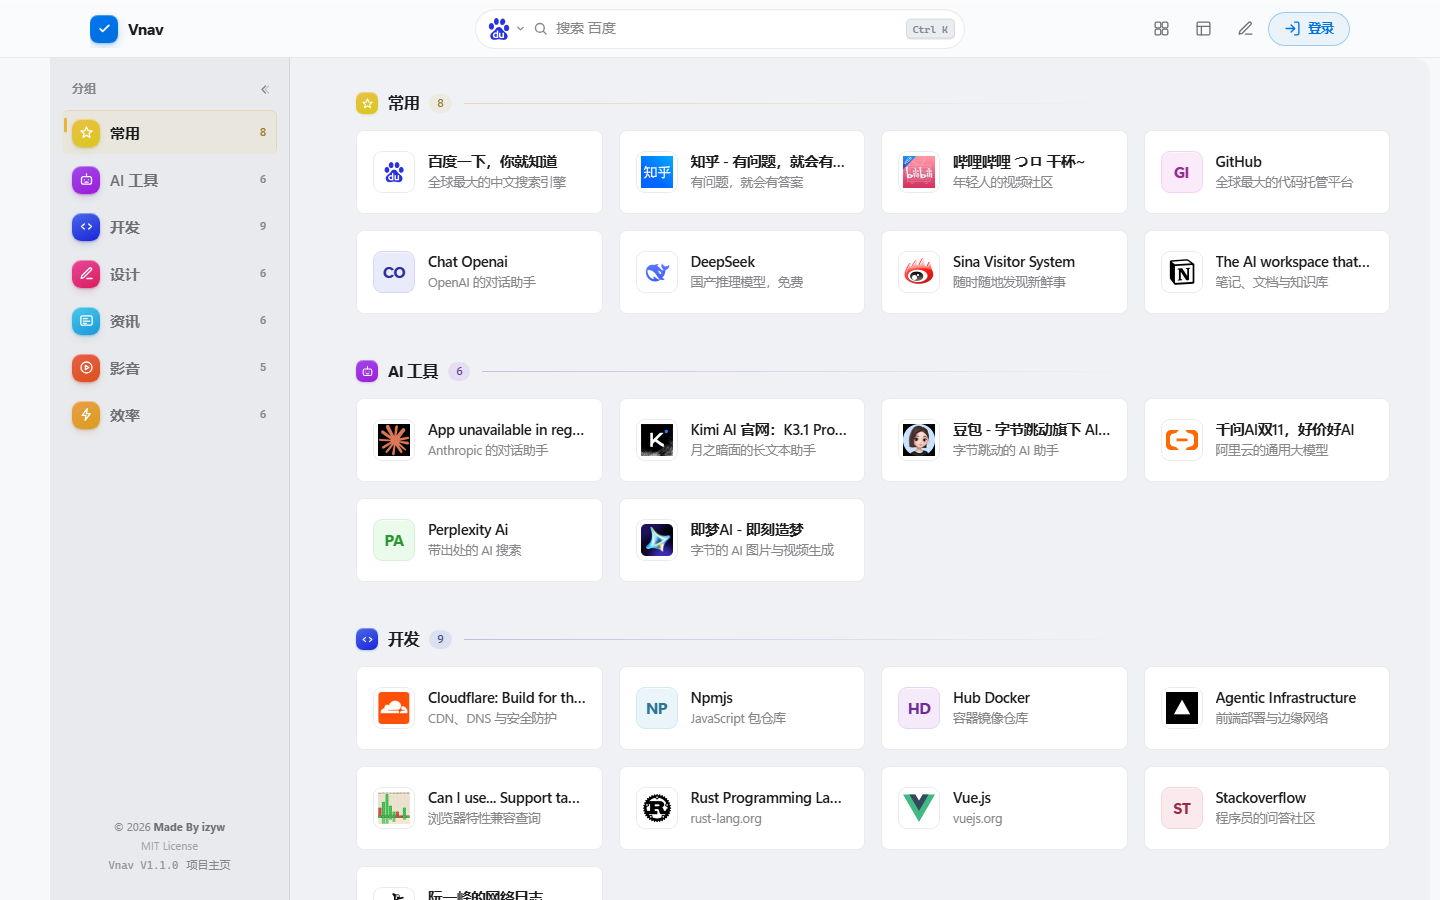 Vnav
搜索 百度
Ctrl K
登录
分组
常用 8
AI 工具 6
开发 9
设计 6
资讯 6
影音 5
效率 6
© 2026 Made By izyw
MIT License
Vnav V1.1.0 项目主页
常用 8
百度一下，你就知道
全球最大的中文搜索引擎
知乎
知乎 - 有问题，就会有...
有问题，就会有答案
哔哩哔哩 つロ 干杯~
年轻人的视频社区
GI
GitHub
全球最大的代码托管平台
CO
Chat Openai
OpenAI 的对话助手
DeepSeek
国产推理模型，免费
Sina Visitor System
随时随地发现新鲜事
The AI workspace that...
笔记、文档与知识库
AI 工具 6
App unavailable in reg...
Anthropic 的对话助手
Kimi AI 官网：K3.1 Pro...
月之暗面的长文本助手
豆包 - 字节跳动旗下 AI...
字节跳动的 AI 助手
千问AI双11，好价好AI
阿里云的通用大模型
PA
Perplexity Ai
带出处的 AI 搜索
即梦AI - 即刻造梦
字节的 AI 图片与视频生成
开发 9
Cloudflare: Build for th...
CDN、DNS 与安全防护
NP
Npmjs
JavaScript 包仓库
HD
Hub Docker
容器镜像仓库
Agentic Infrastructure
前端部署与边缘网络
Can I use... Support ta...
浏览器特性兼容查询
Rust Programming La...
rust-lang.org
Vue.js
vuejs.org
ST
Stackoverflow
程序员的问答社区
阮一峰的网络日志